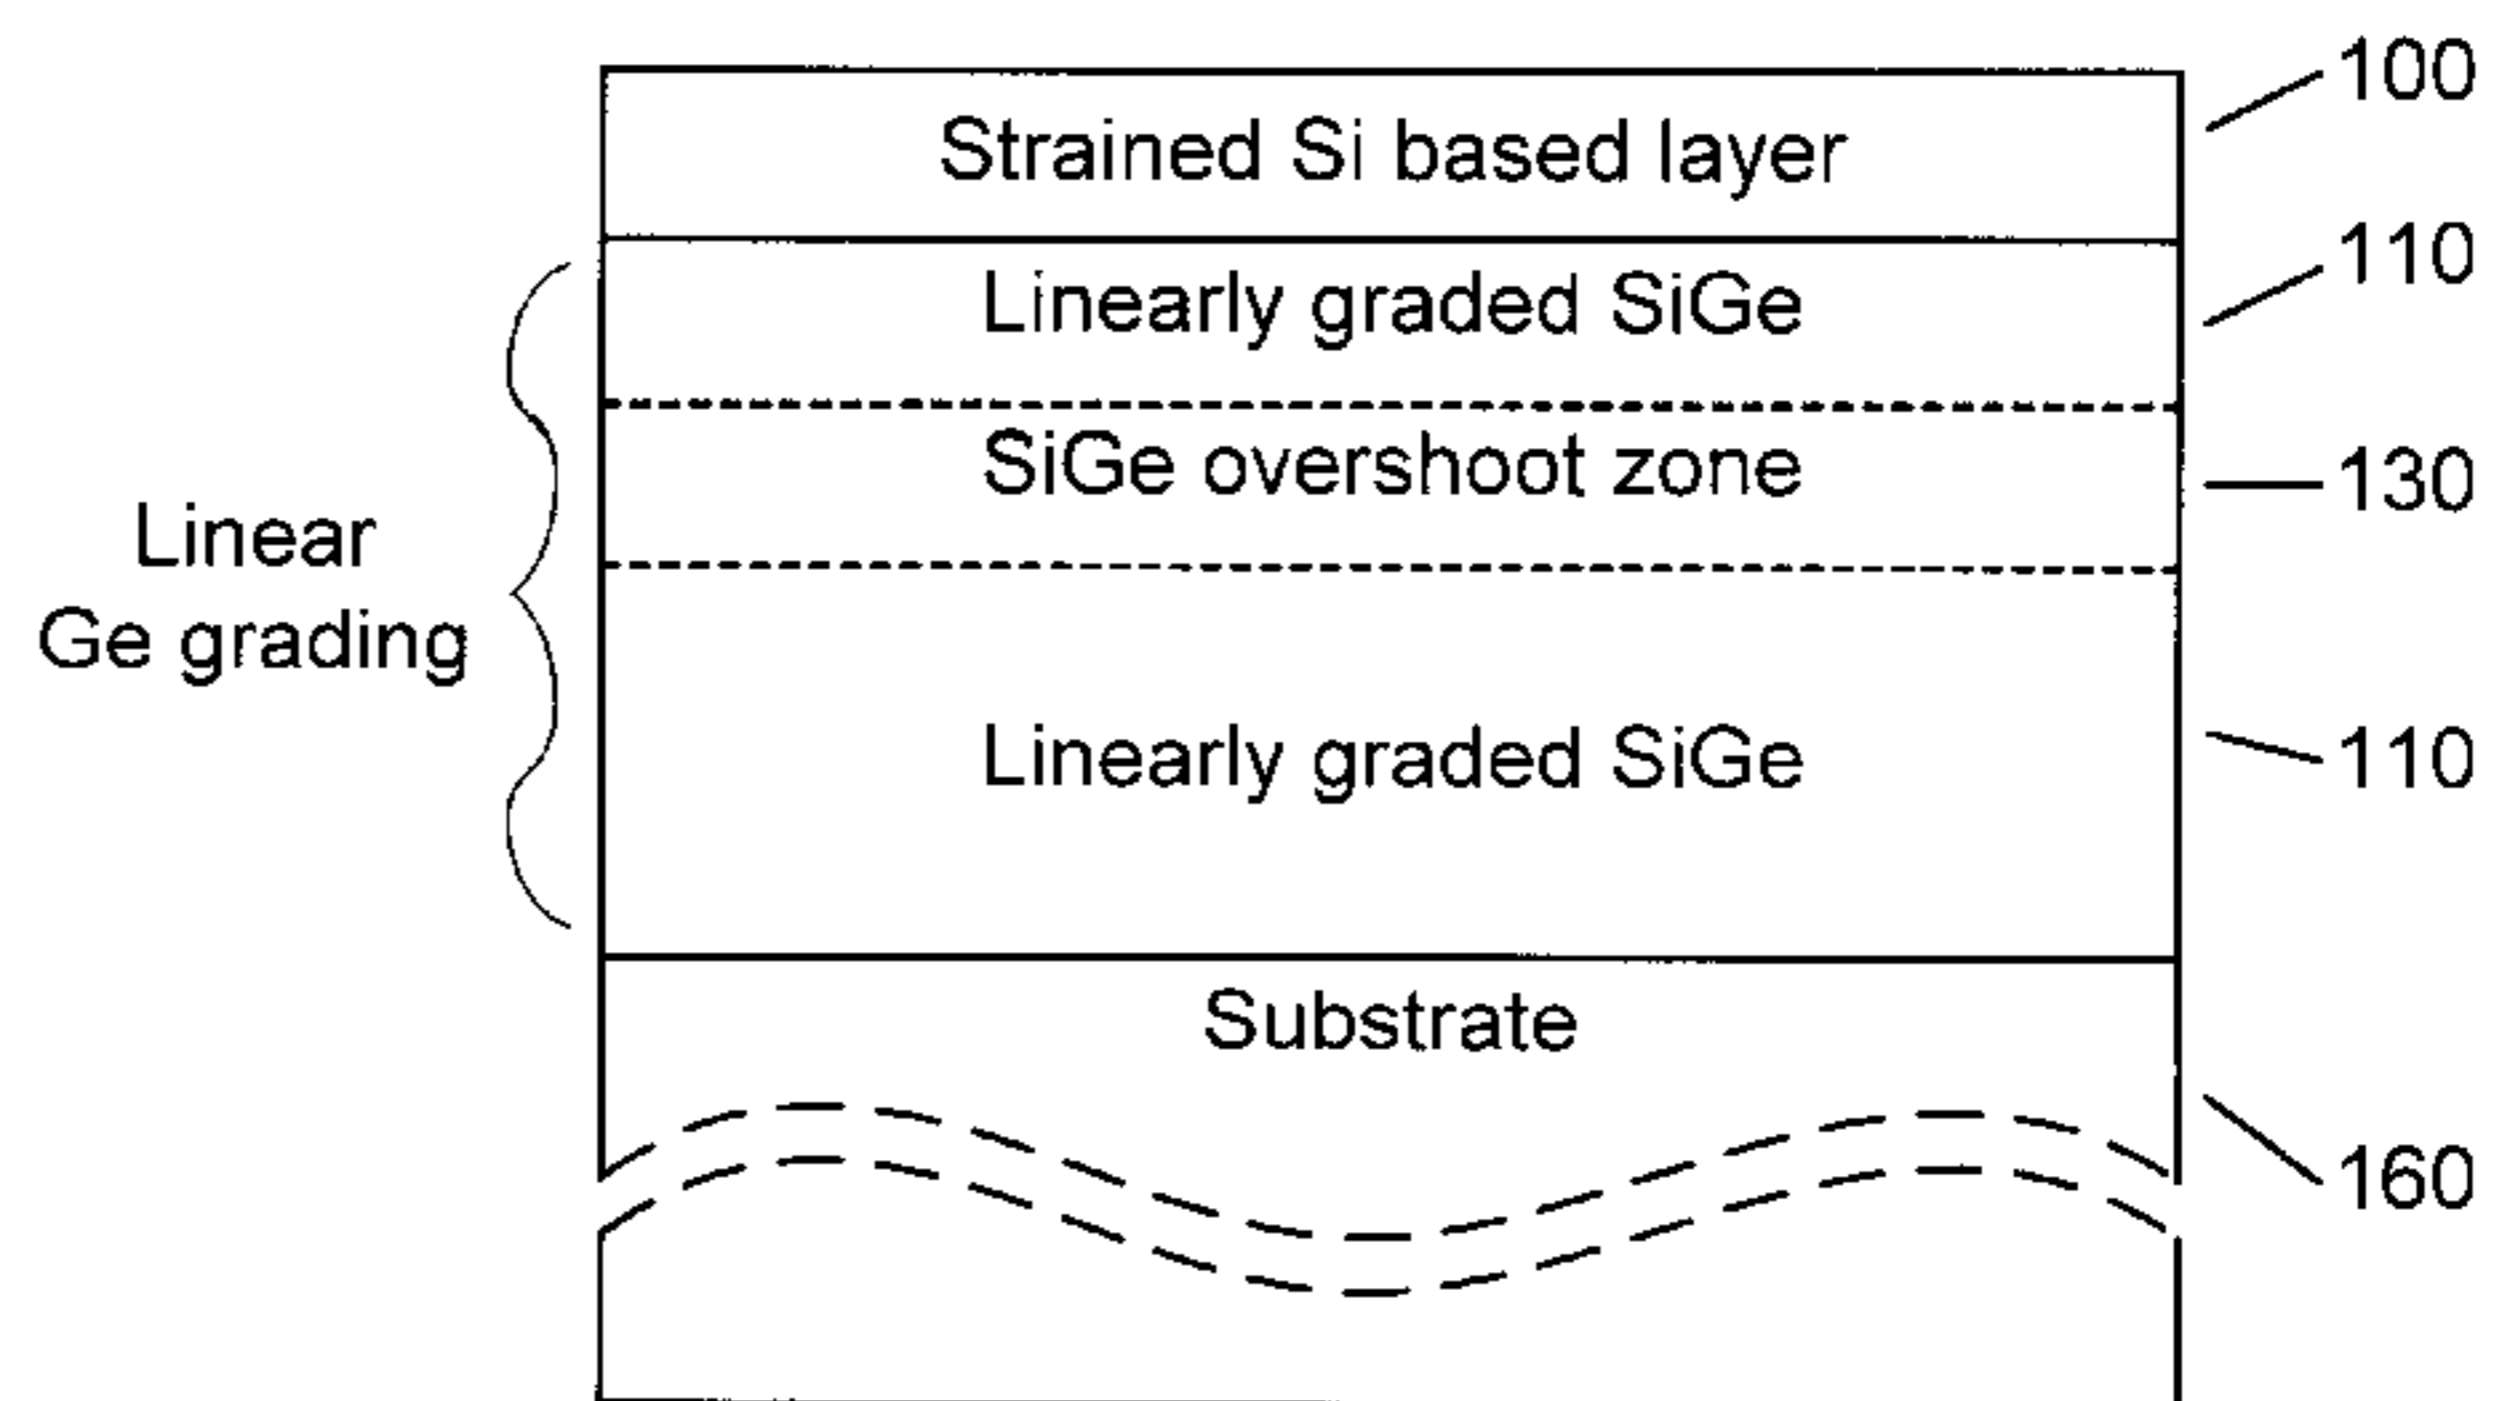 100
Strained Si based layer
110
Linearly graded SiGe
SiGe overshoot zone
130
Linear
Ge grading
Linearly graded SiGe
110
Substrate
160